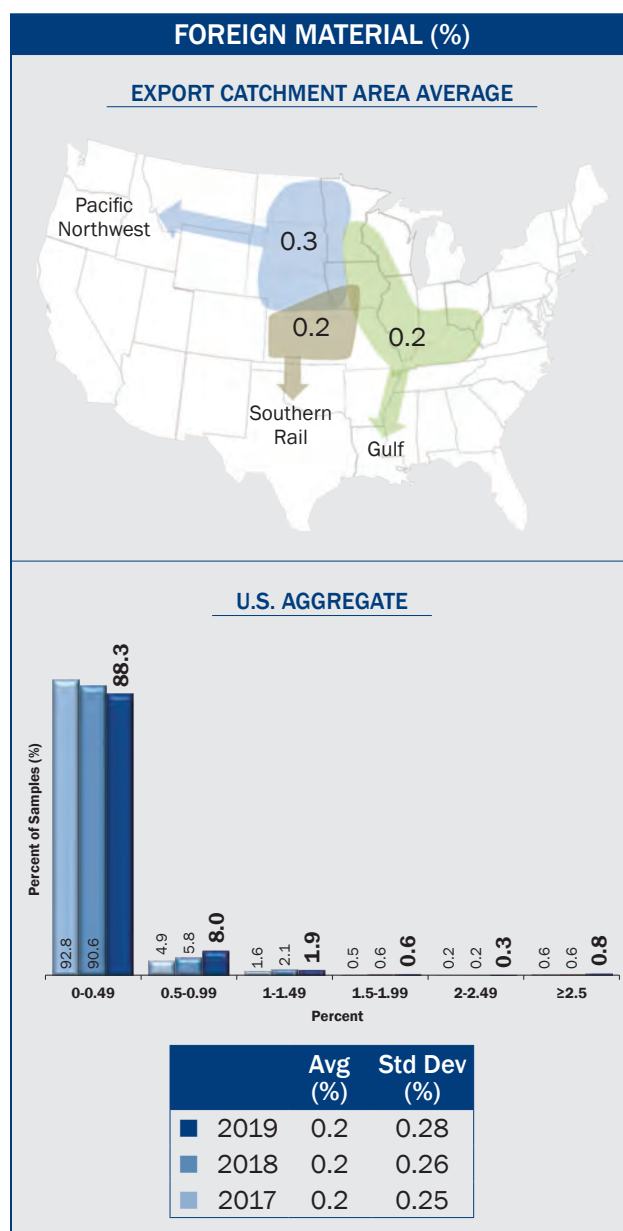 FOREIGN MATERIAL (%)
EXPORT CATCHMENT AREA AVERAGE
Pacific
Northwest
0.3
0.2
0.2
Southern
Rail
Gulf
U.S. AGGREGATE
Percent of Samples (%)
92.8
90.6
88.3
4.9
5.8
8.0
1.6
2.1
1.9
0.5
0.6
0.6
0.2
0.2
0.3
0.6
0.6
0.8
0-0.49 0.5-0.99 1-1.49 1.5-1.99 2-2.49 ≥2.5
Percent
Avg Std Dev
(%) (%)
2019 0.2 0.28
2018 0.2 0.26
2017 0.2 0.25